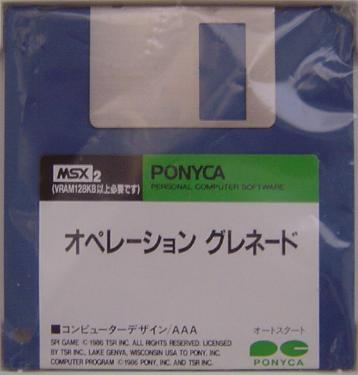 MSX2 PONYCA
(VRAM128KB以上必要です) PERSONAL COMPUTER SOFTWARE
オペレーション グレネード
■コンピューターデザイン/AAA オートスタート
SPI GAME ©1986 TSR INC. ALL RIGHTS RESERVED. LICENSED
BY TSR INC., LAKE GENYA, WISCONSIN USA TO PONY, INC.
COMPUTER PROGRAM ©1986 PONY, INC. AND TSR INC.
PONYCA